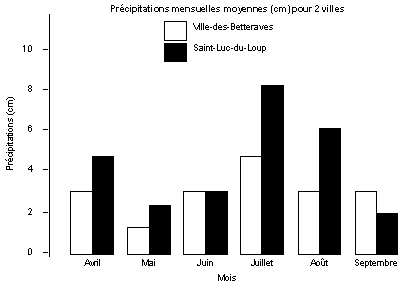 Précipitations mensuelles moyennes (cm) pour 2 villes
Ville-des-Betteraves
Saint-Luc-du-Loup
Précipitations (cm)
10
8
6
4
2
0
Avril Mai Juin Juillet Août Septembre
Mois